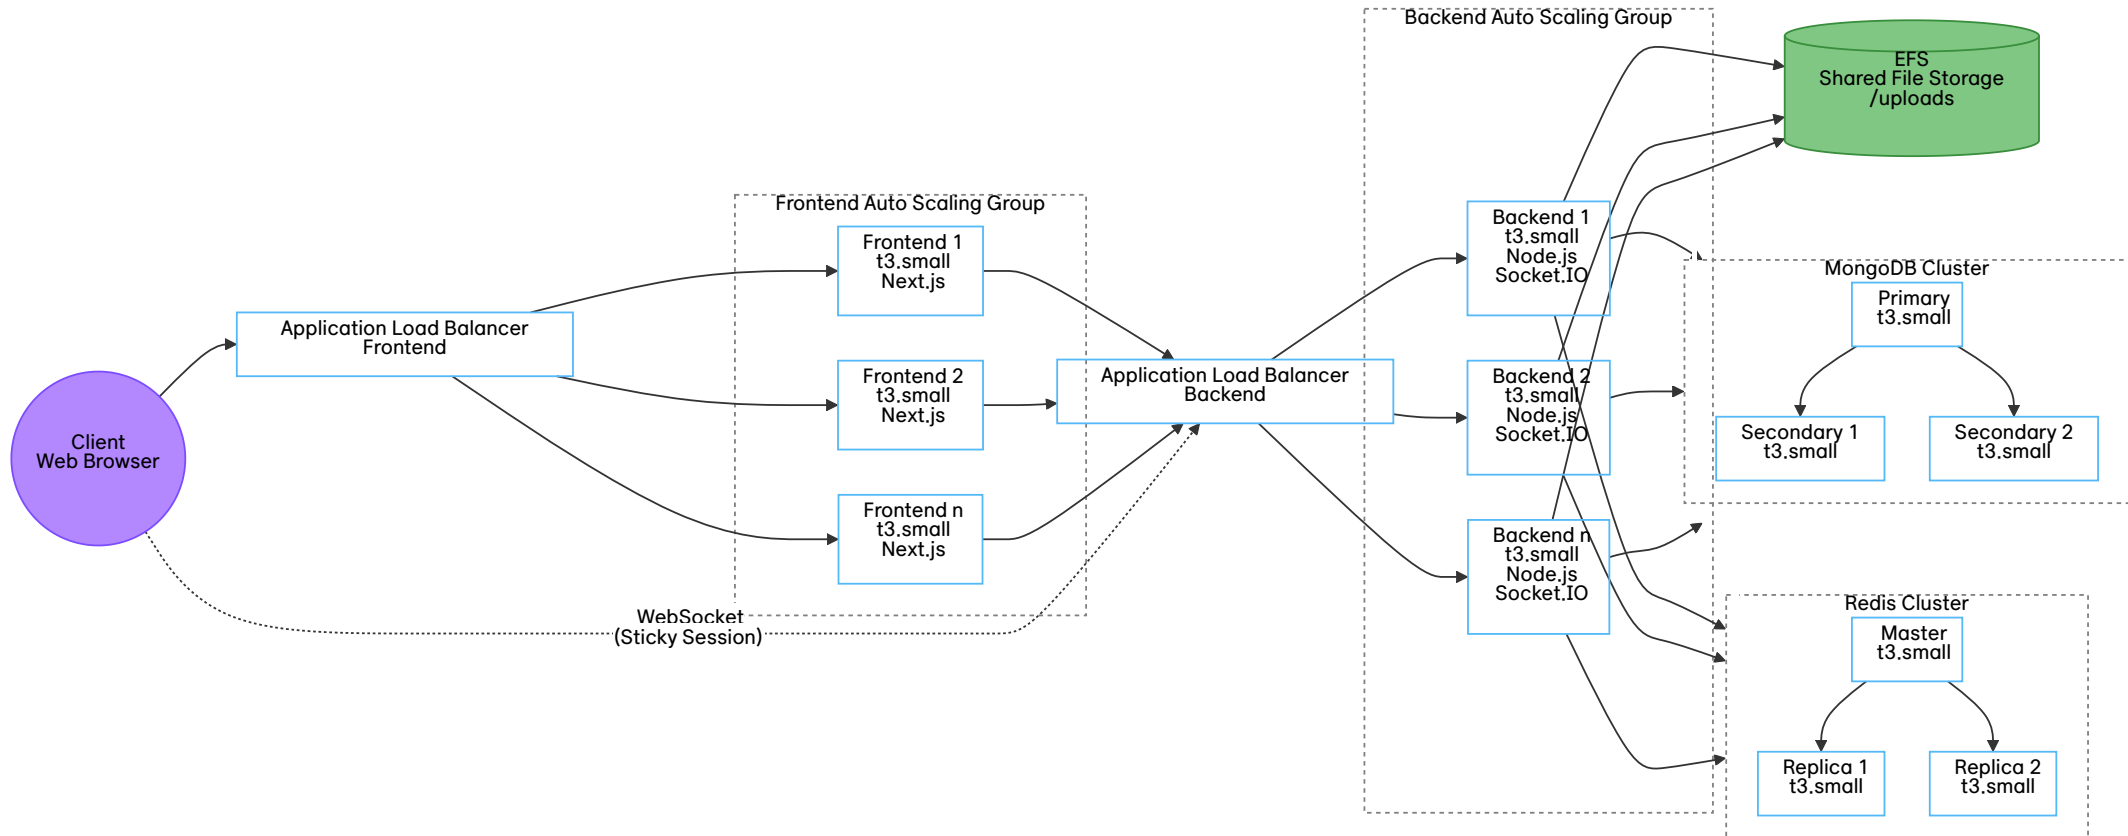 Backend Auto Scaling Group
EFS
Shared File Storage
/uploads
Frontend Auto Scaling Group
Frontend 1
t3.small
Next.js
Backend 1
t3.small
Node.js
Socket.IO
MongoDB Cluster
Primary
t3.small
Application Load Balancer
Frontend
Frontend 2
t3.small
Next.js
Application Load Balancer
Backend
Backend 2
t3.small
Node.js
Socket.IO
Secondary 1
t3.small
Secondary 2
t3.small
Client
Web Browser
Frontend n
t3.small
Next.js
Backend n
t3.small
Node.js
Socket.IO
WebSocket
(Sticky Session)
Redis Cluster
Master
t3.small
Replica 1
t3.small
Replica 2
t3.small